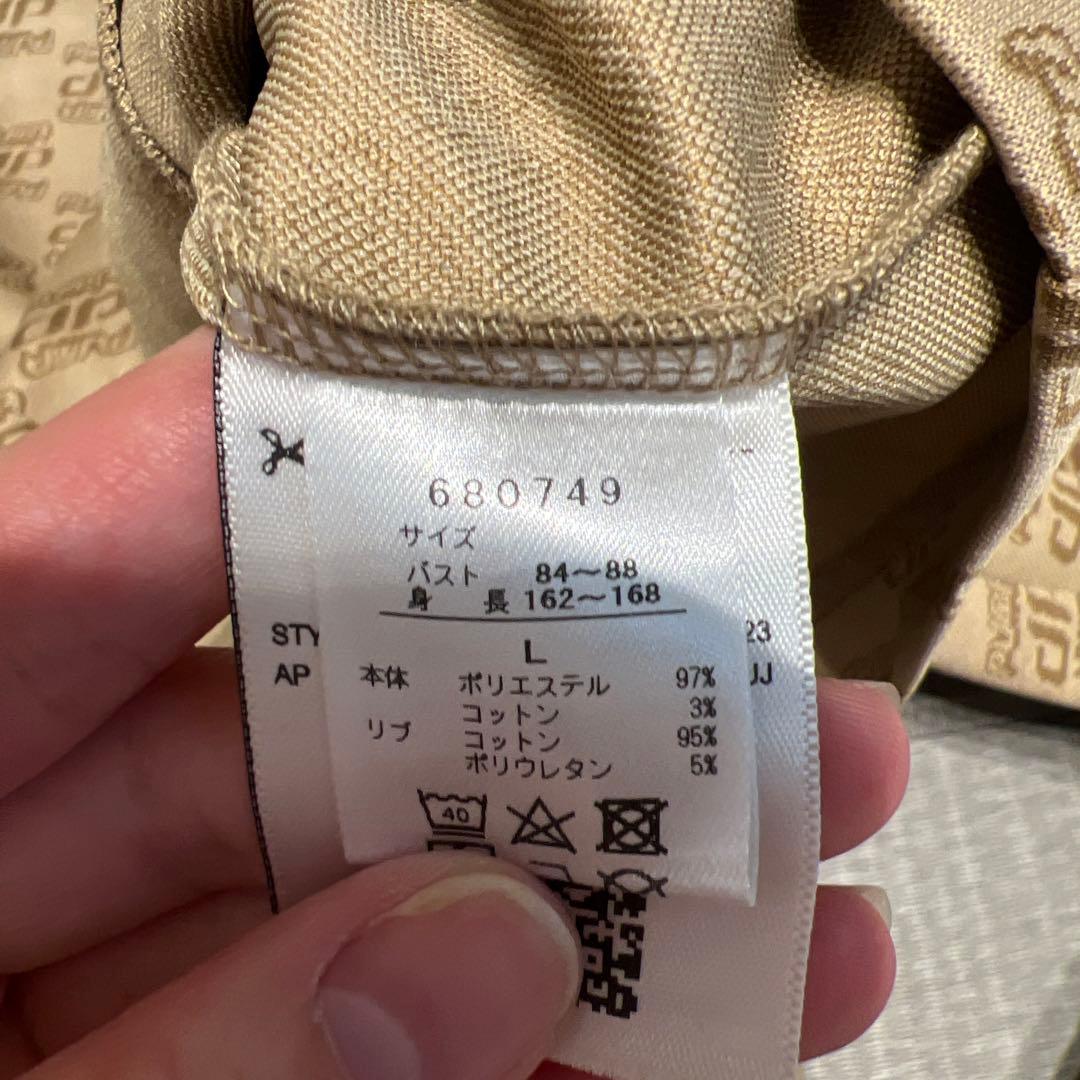 680749
サイズ
バスト 84～88
身 長 162～168
L
STY 23
AP JJ
本体 ポリエステル 97%
コットン 3%
リブ コットン 95%
ポリウレタン 5%
40